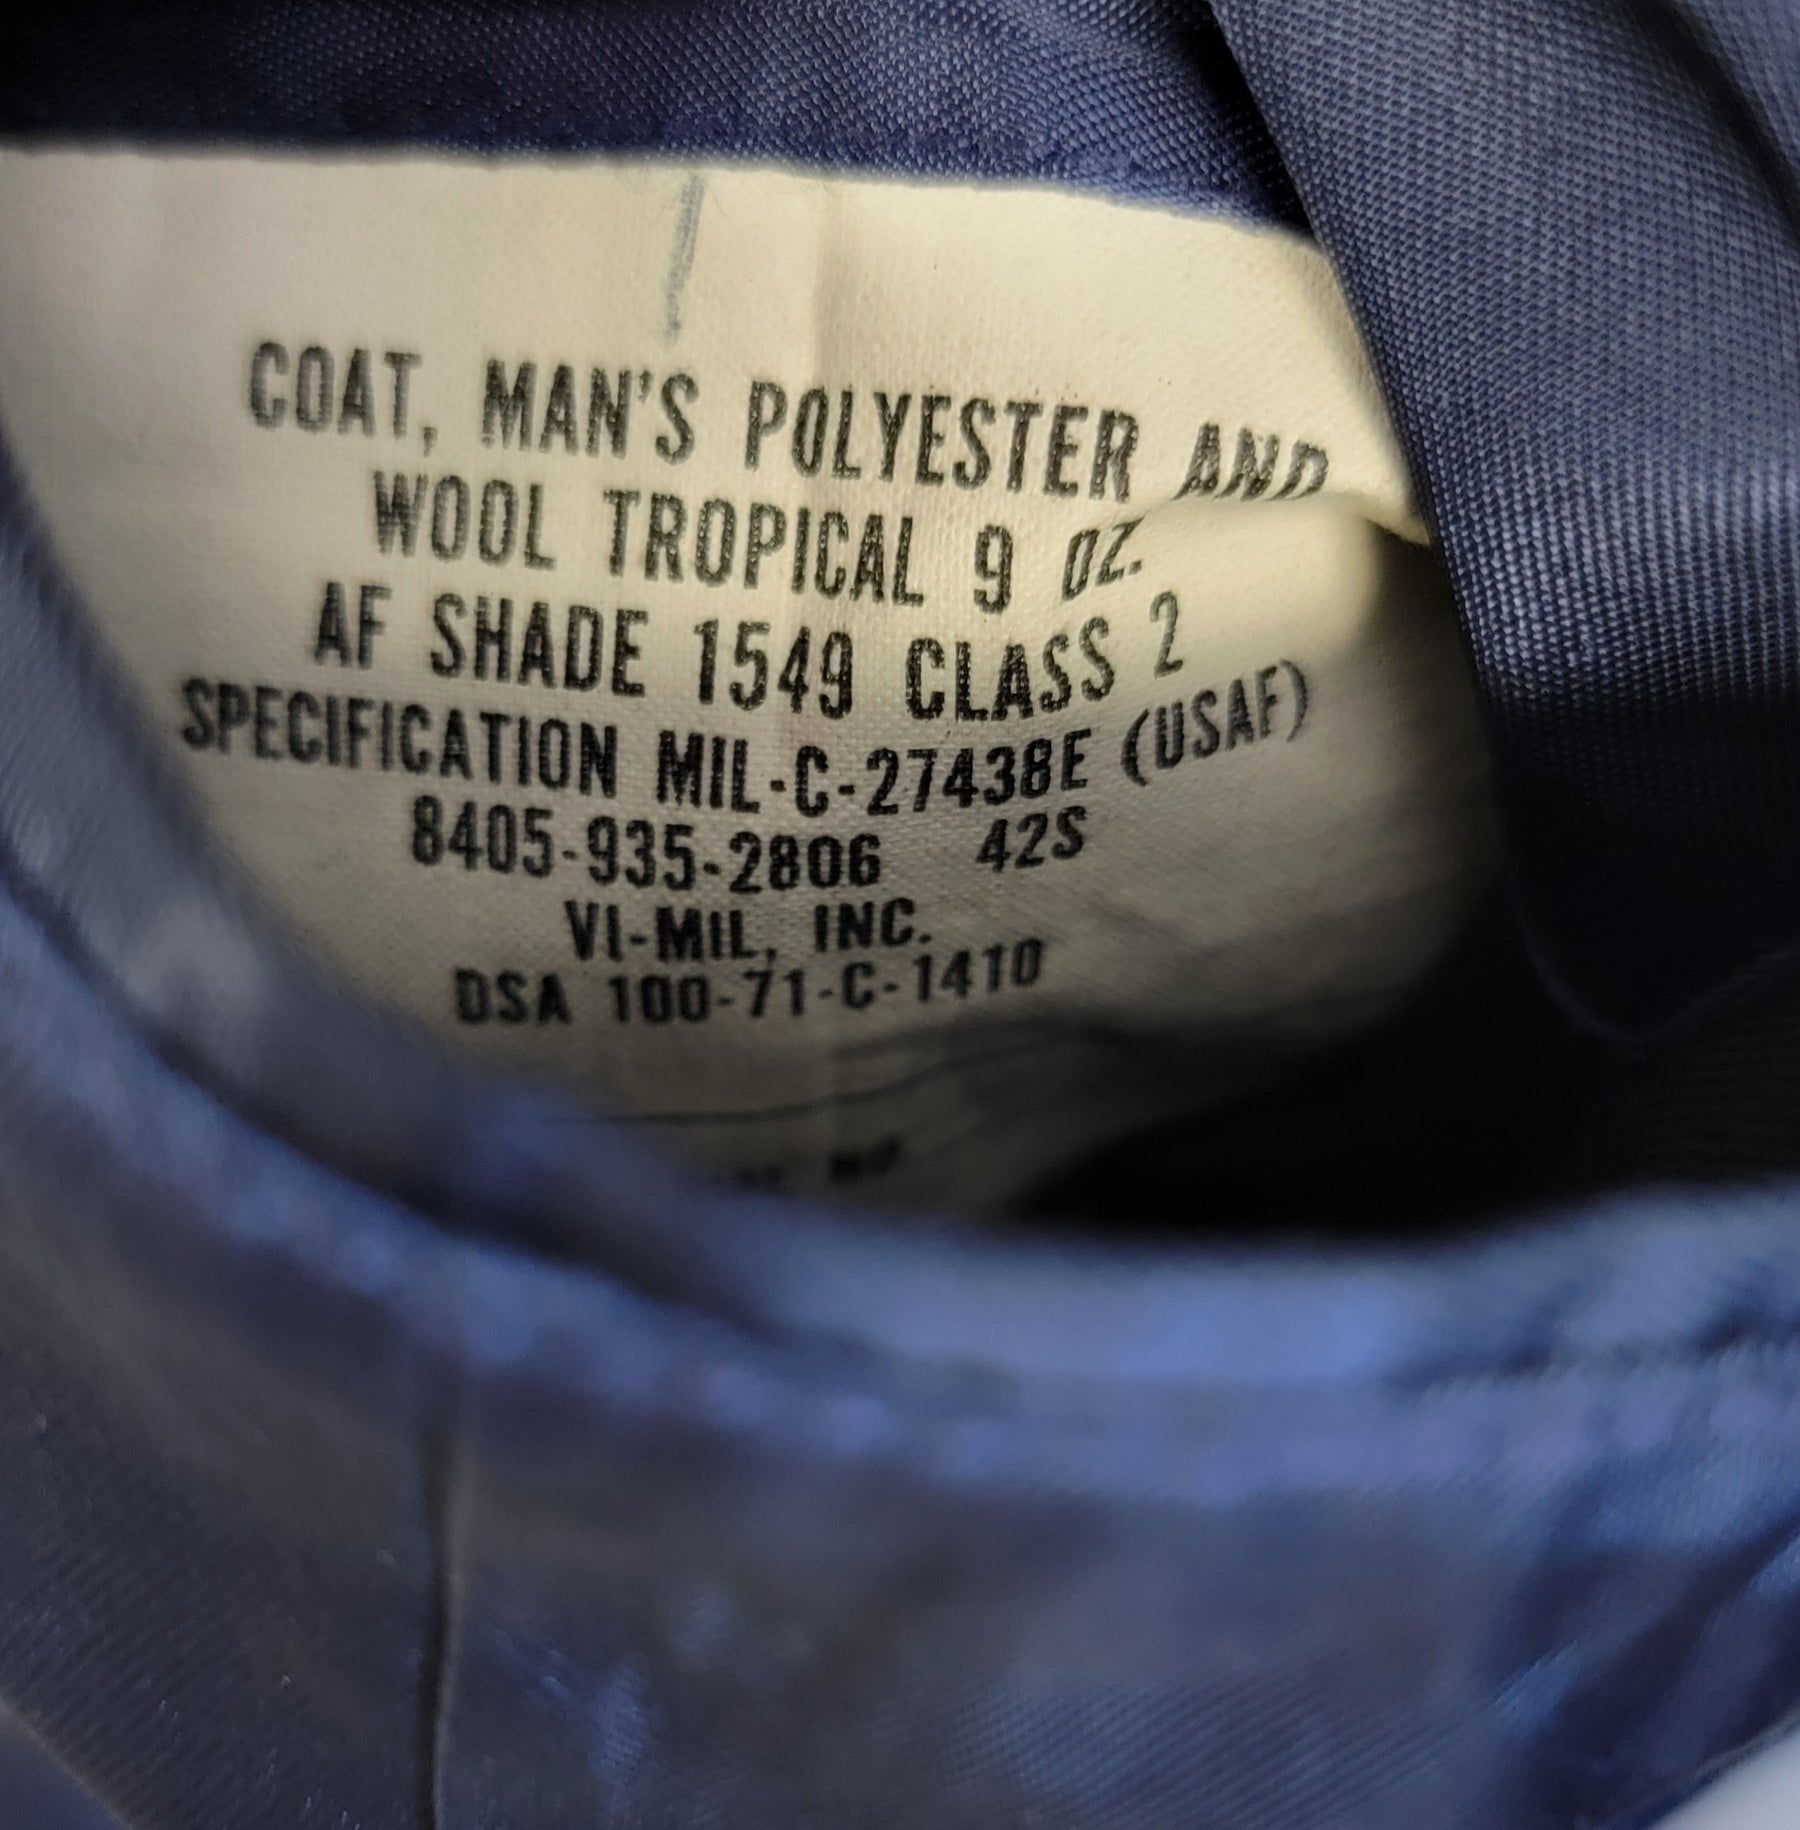 COAT, MAN'S POLYESTER AND
WOOL TROPICAL 9 OZ.
AF SHADE 1549 CLASS 2
SPECIFICATION MIL-C-27438E (USAF)
8405-935-2806 42S
VI-MIL, INC.
DSA 100-71-C-1410